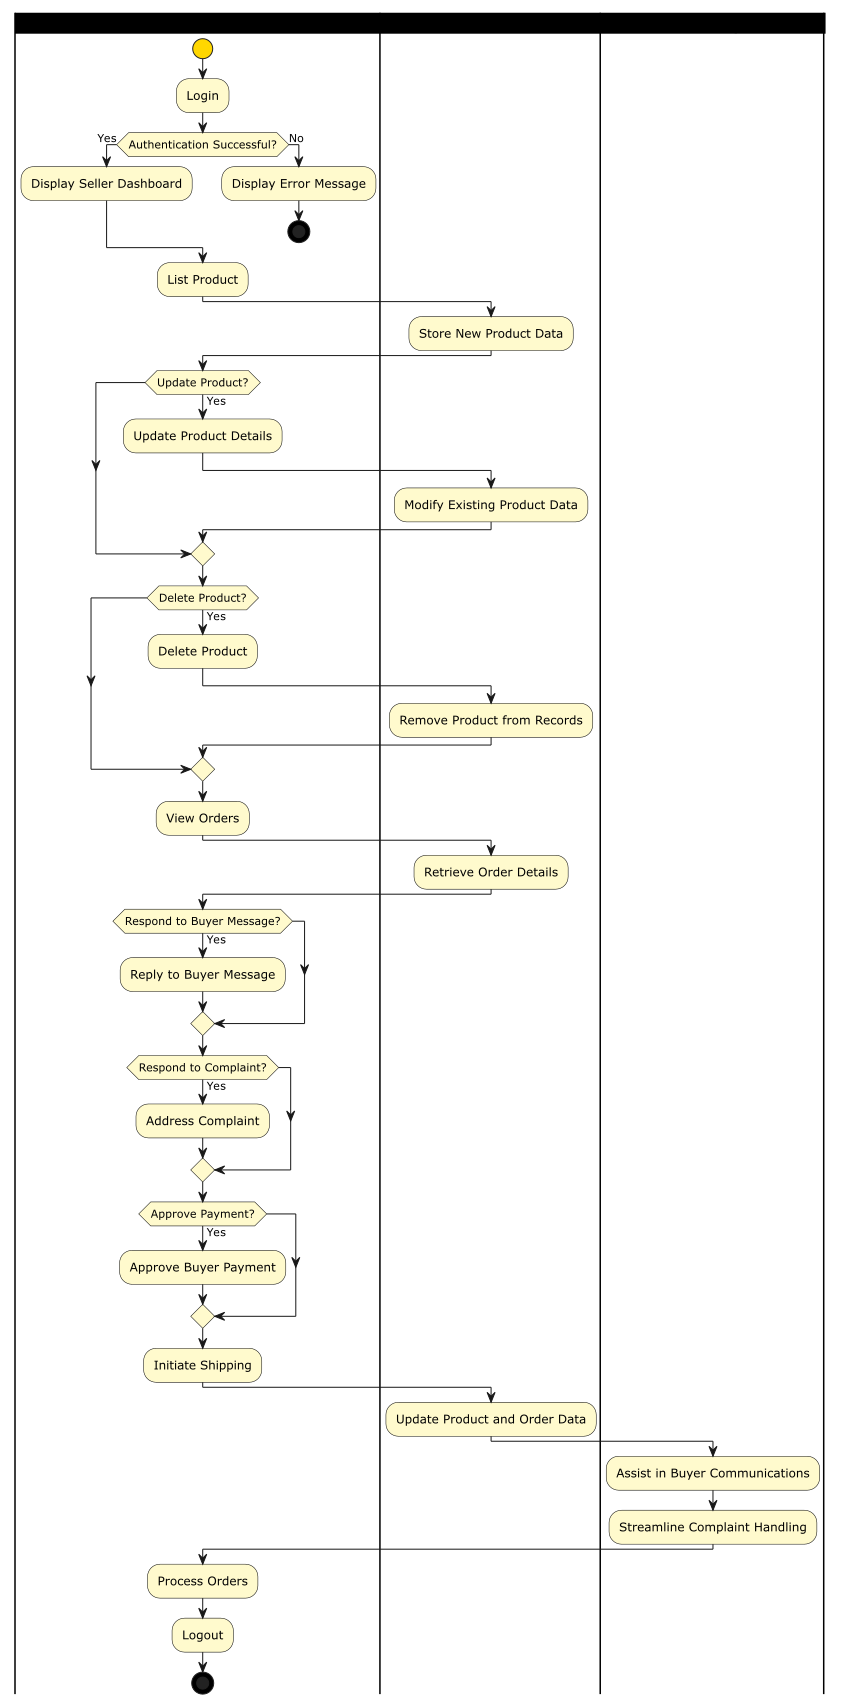 Login
Yes
Authentication Successful?
No
Display Seller Dashboard
Display Error Message
List Product
Store New Product Data
Update Product?
Yes
Update Product Details
Modify Existing Product Data
Delete Product?
Yes
Delete Product
Remove Product from Records
View Orders
Retrieve Order Details
Respond to Buyer Message?
Yes
Reply to Buyer Message
Respond to Complaint?
Yes
Address Complaint
Approve Payment?
Yes
Approve Buyer Payment
Initiate Shipping
Update Product and Order Data
Assist in Buyer Communications
Streamline Complaint Handling
Process Orders
Logout